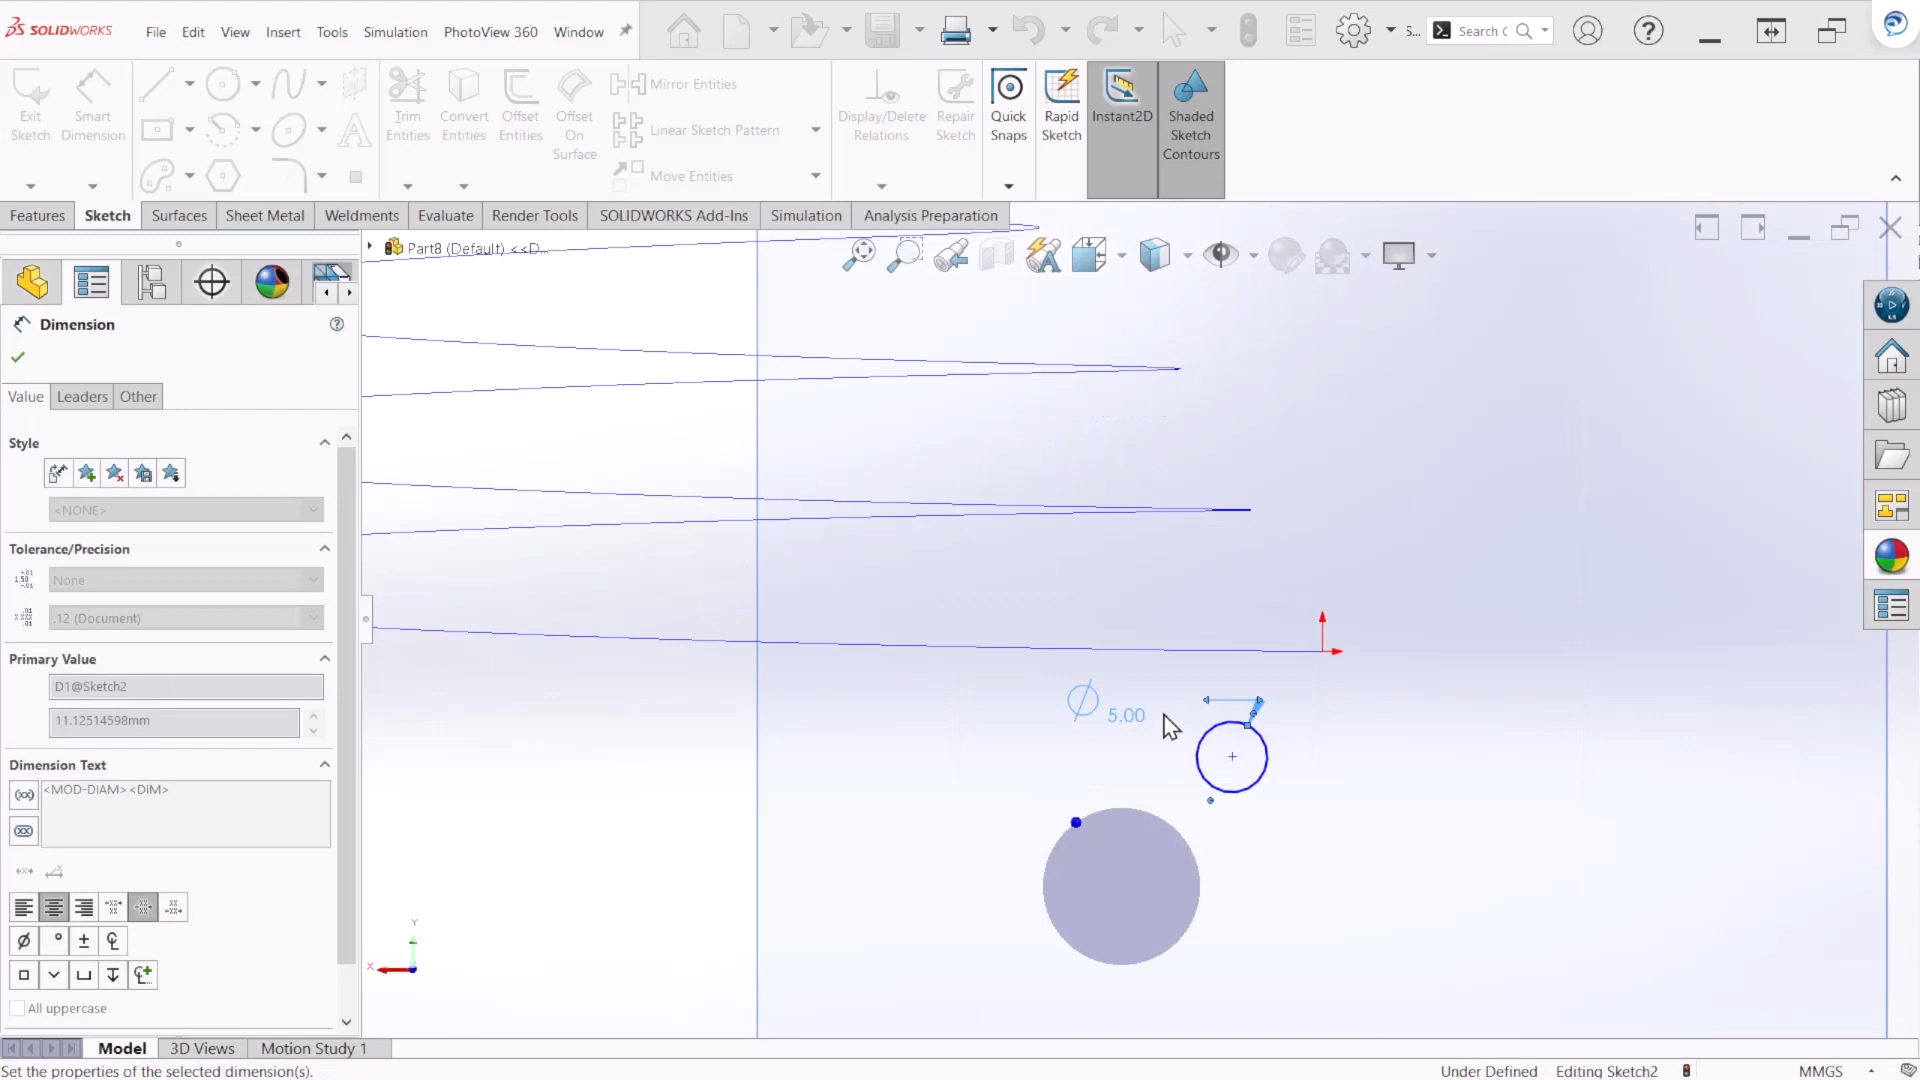 SOLIDWORKS File Edit View Insert Tools Simulation PhotoView 360 Window S... Search C
Exit Sketch
Smart Dimension
Trim Entities
Convert Entities
Offset Entities
Offset On Surface
Mirror Entities
Linear Sketch Pattern
Move Entities
Display/Delete Relations
Repair Sketch
Quick Snaps
Rapid Sketch
Instant2D
Shaded Sketch Contours
Features Sketch Surfaces Sheet Metal Weldments Evaluate Render Tools SOLIDWORKS Add-Ins Simulation Analysis Preparation
Part8 (Default) <<D...
Dimension
Value Leaders Other
Style
<NONE>
Tolerance/Precision
None
.12 (Document)
Primary Value
D1@Sketch2
11.12514598mm
Dimension Text
<MOD-DIAM><DIM>
All uppercase
∅ 5.00
Y
X
Model 3D Views Motion Study 1
Set the properties of the selected dimension(s). Under Defined Editing Sketch2 MMGS